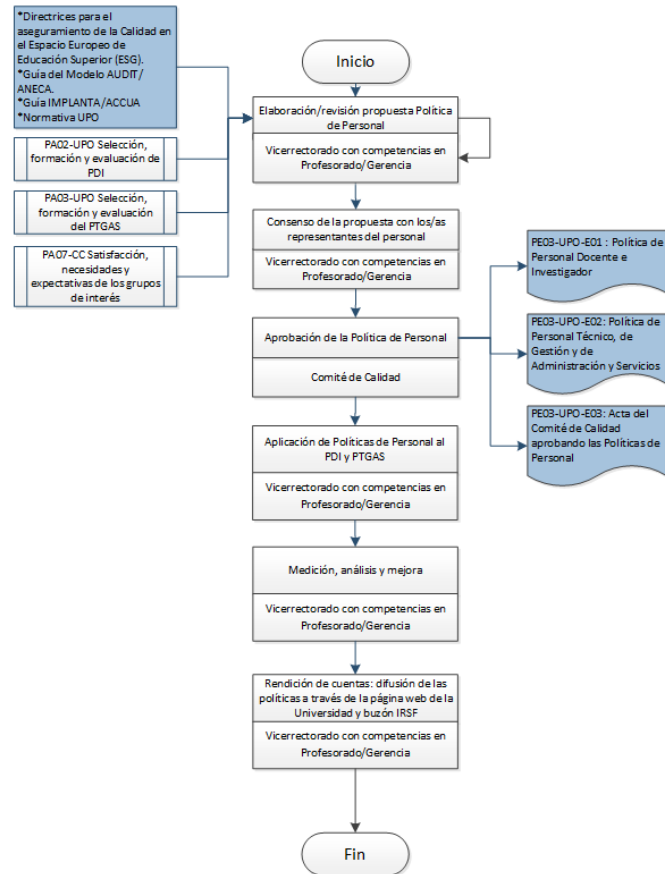 *Directrices para el
aseguramiento de la Calidad en
el Espacio Europeo de
Educación Superior (ESG).
*Guía del Modelo AUDIT/
ANECA.
*Guía IMPLANTA/ACCUA
*Normativa UPO
PA02-UPO Selección,
formación y evaluación de
PDI
PA03-UPO Selección,
formación y evaluación
del PTGAS
PA07-CC Satisfacción,
necesidades y
expectativas de los grupos
de interés
Inicio
Elaboración/revisión propuesta Política
de Personal
Vicerrectorado con competencias en
Profesorado/Gerencia
Consenso de la propuesta con los/as
representantes del personal
Vicerrectorado con competencias en
Profesorado/Gerencia
Aprobación de la Política de Personal
Comité de Calidad
PE03-UPO-E01 : Política de
Personal Docente e
Investigador
PE03-UPO-E02: Política de
Personal Técnico, de
Gestión y de
Administración y Servicios
PE03-UPO-E03: Acta del
Comité de Calidad
aprobando las Políticas de
Personal
Aplicación de Políticas de Personal al
PDI y PTGAS
Vicerrectorado con competencias en
Profesorado/Gerencia
Medición, análisis y mejora
Vicerrectorado con competencias en
Profesorado/Gerencia
Rendición de cuentas: difusión de las
políticas a través de la página web de la
Universidad y buzón IRSF
Vicerrectorado con competencias en
Profesorado/Gerencia
Fin